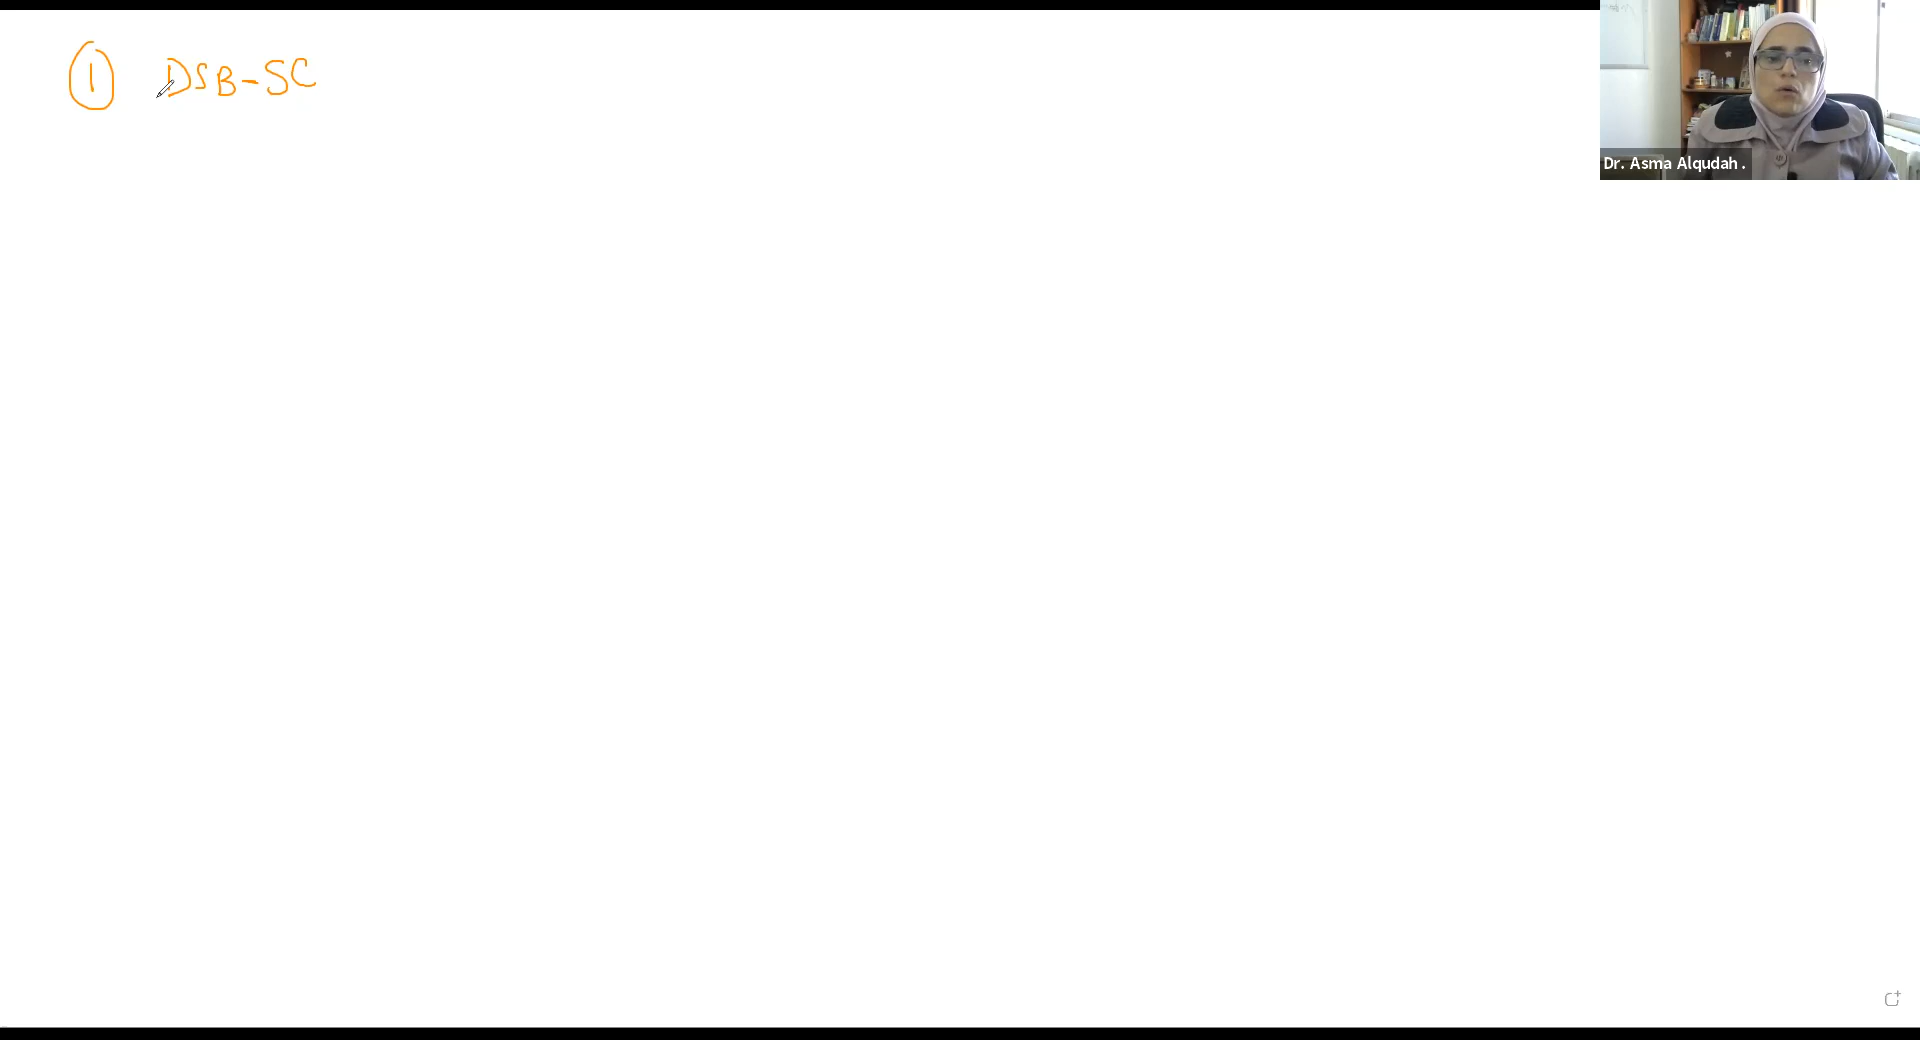 ① DSB-SC
Dr. Asma Alqudah .